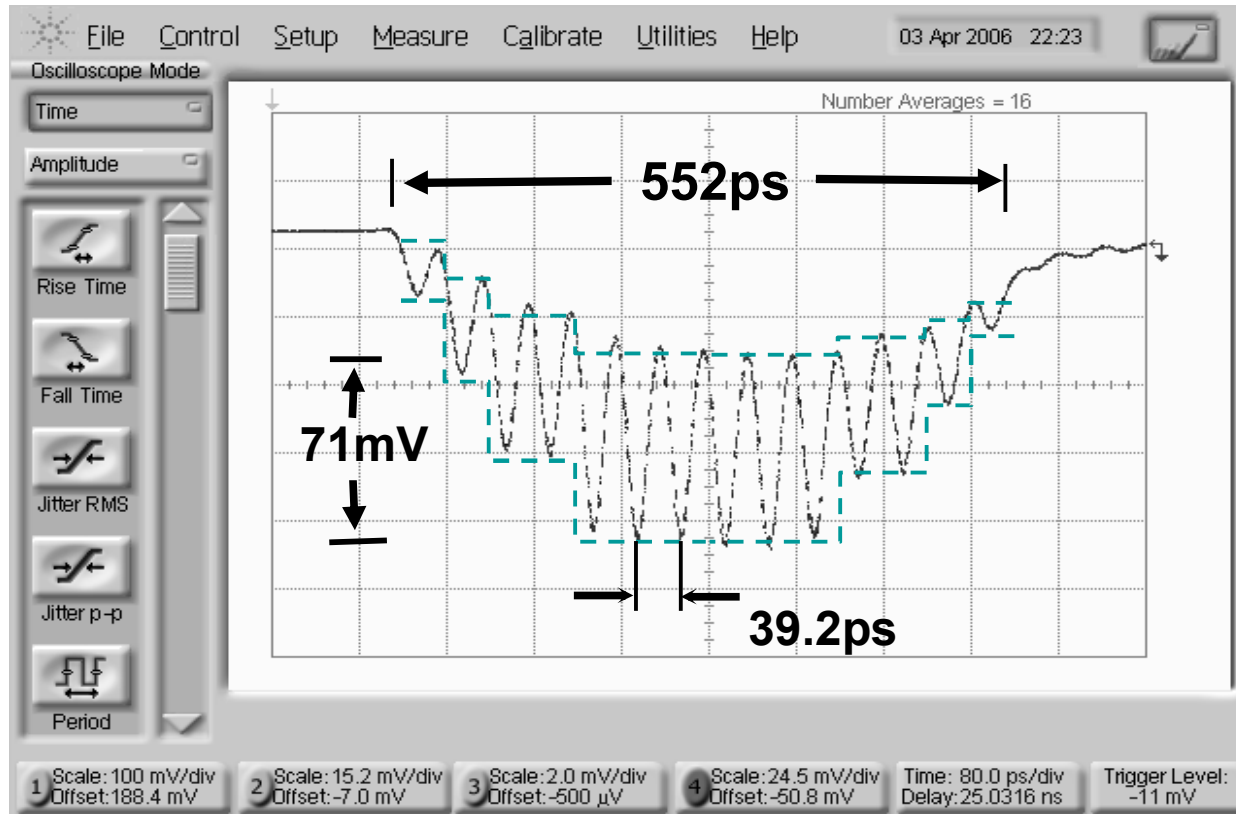 File Control Setup Measure Calibrate Utilities Help 03 Apr 2006 22:23
Oscilloscope Mode
Time
Amplitude
Rise Time
Fall Time
Jitter RMS
Jitter p-p
Period
Number Averages = 16
552ps
71mV
39.2ps
1 Scale:100 mV/div
Offset:188.4 mV
2 Scale:15.2 mV/div
Offset:-7.0 mV
3 Scale:2.0 mV/div
Offset:-500 µV
4 Scale:24.5 mV/div
Offset:-50.8 mV
Time: 80.0 ps/div
Delay:25.0316 ns
Trigger Level:
-11 mV